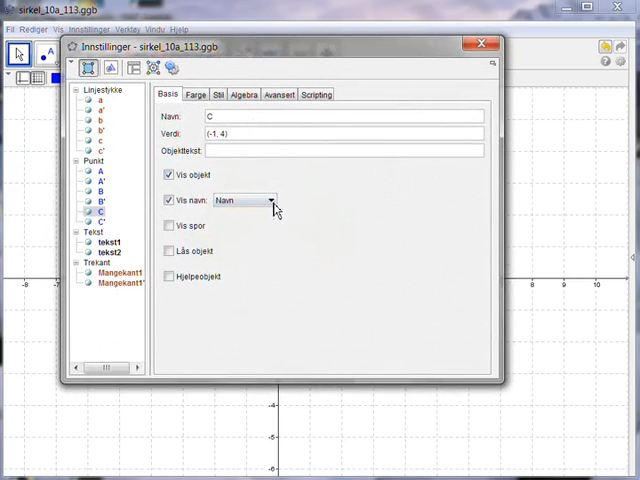 sirkel_10a_113.ggb
Fil Rediger Vis Innstillinger Verktøy Vindu Hjelp
A
Innstillinger - sirkel_10a_113.ggb
Linjestykke
a
a'
b
b'
c
c'
Punkt
A
A'
B
B'
C
C'
Tekst
tekst1
tekst2
Trekant
Mangekant1
Mangekant1'
Basis Farge Stil Algebra Avansert Scripting
Navn: C
Verdi: (-1, 4)
Objekttekst:
Vis objekt
Vis navn: Navn
Vis spor
Lås objekt
Hjelpeobjekt
-8 -7 8 9 10
-4
-5
-6